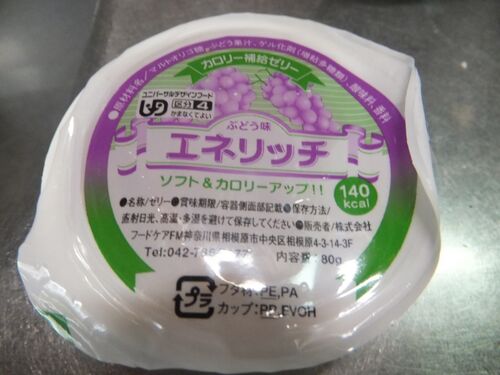 ●原材料名/マルトオリゴ糖、ぶどう果汁、ゲル化剤(増粘多糖類)、酸味料、香料
カロリー補給ゼリー
ユニバーサルデザインフード
UDF
区分 4
かまなくてよい
ぶどう味
エネリッチ
ソフト&カロリーアップ!!
140
kcal
●名称/ゼリー●賞味期限/容器側面部記載●保存方法/
直射日光、高温・多湿を避けて保存してください●販売者/株式会社
フードケアFM神奈川県相模原市中央区相模原4-3-14-3F
Tel:042-
内容量:80g
プラ
フタ材:PE,PA
カップ:PP,EVOH